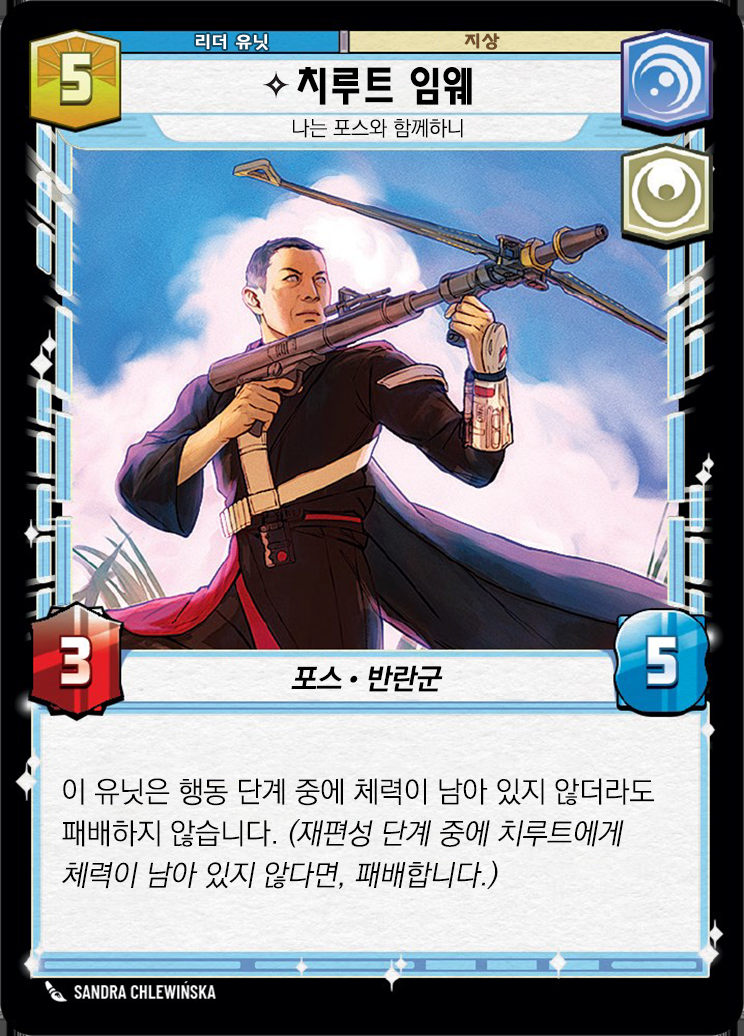 리더 유닛
지상
5
치루트 임웨
나는 포스와 함께하니
3
포스 • 반란군
5
이 유닛은 행동 단계 중에 체력이 남아 있지 않더라도
패배하지 않습니다. (재편성 단계 중에 치루트에게
체력이 남아 있지 않다면, 패배합니다.)
SANDRA CHLEWIŃSKA